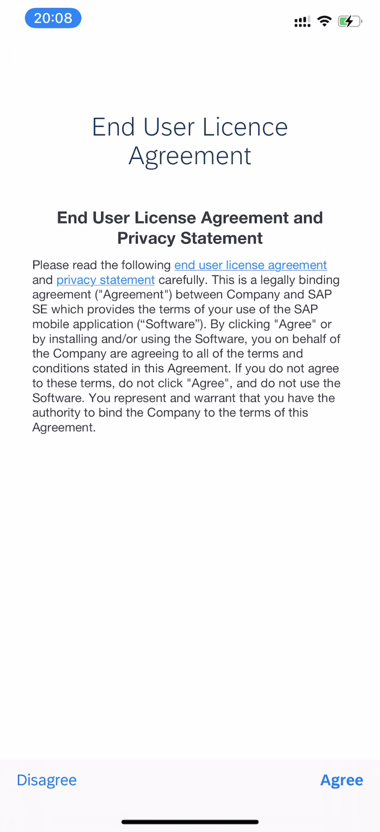 20:08
End User Licence
Agreement
End User License Agreement and
Privacy Statement
Please read the following end user license agreement
and privacy statement carefully. This is a legally binding
agreement ("Agreement") between Company and SAP
SE which provides the terms of your use of the SAP
mobile application (“Software”). By clicking "Agree" or
by installing and/or using the Software, you on behalf of
the Company are agreeing to all of the terms and
conditions stated in this Agreement. If you do not agree
to these terms, do not click "Agree", and do not use the
Software. You represent and warrant that you have the
authority to bind the Company to the terms of this
Agreement.
Disagree
Agree